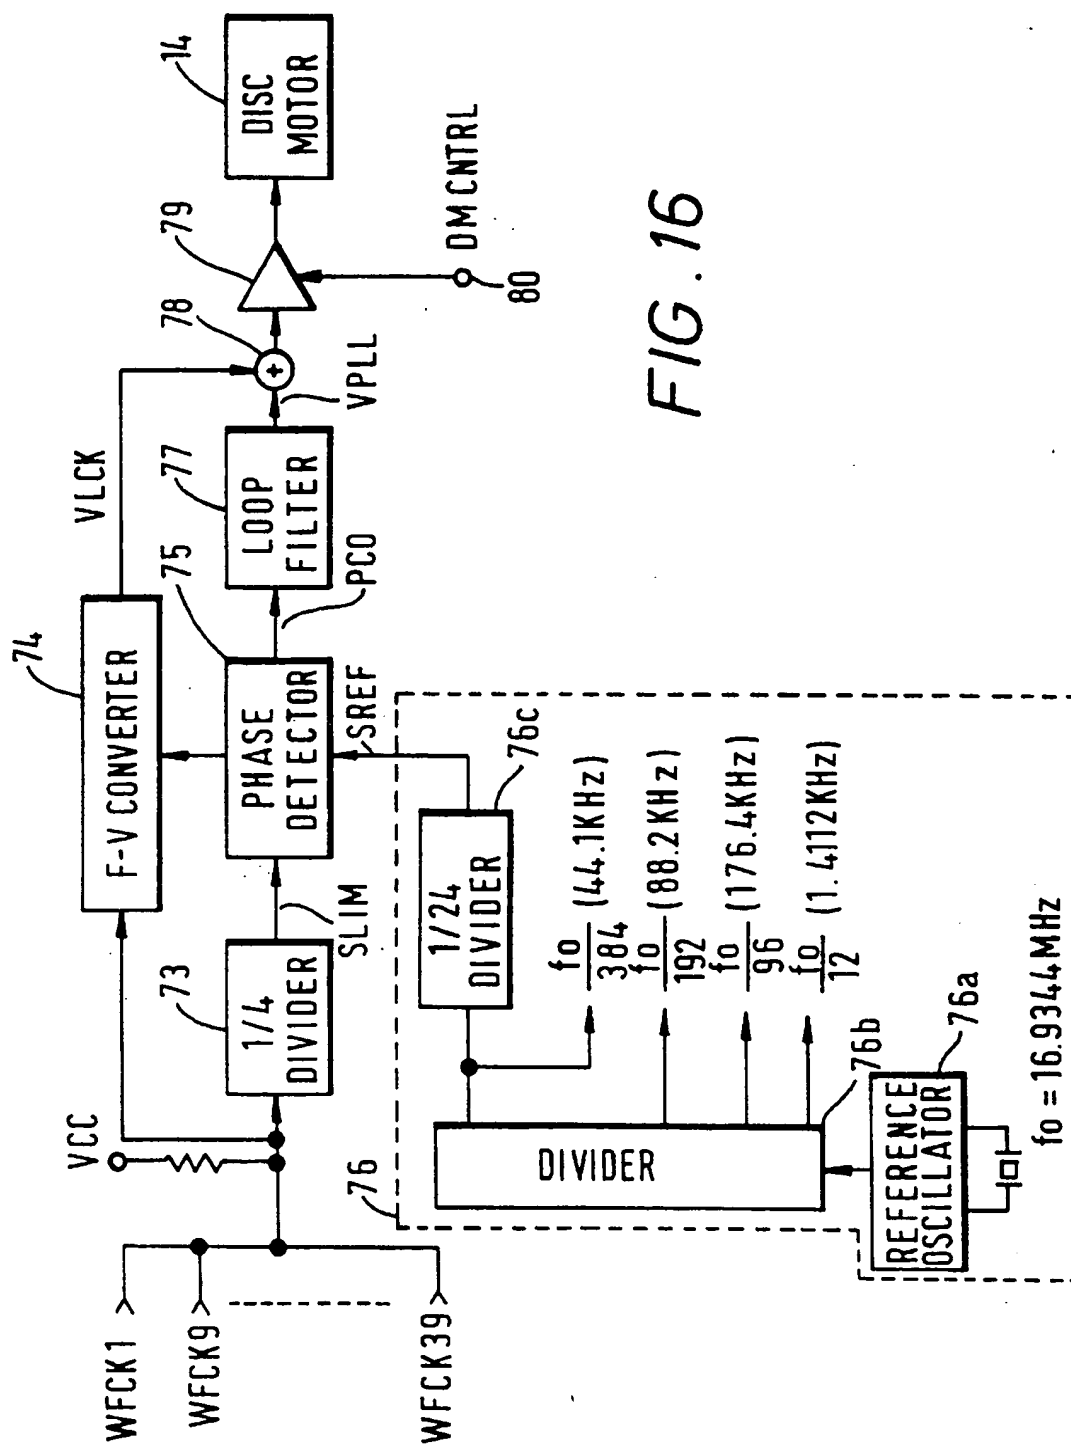 WFCK1
WFCK9
WFCK39
VCC
73
1/4
DIVIDER
SLIM
74
F-V CONVERTER
VLCK
75
PHASE
DETECTOR
SREF
PCO
77
LOOP
FILTER
VPLL
78
+
79
80
DM CNTRL
14
DISC
MOTOR
76
DIVIDER
76b
1/24
DIVIDER
76c
fo/384 (44.1KHz)
fo/192 (88.2KHz)
fo/96 (176.4KHz)
fo/12 (1.4112KHz)
REFERENCE
OSCILLATOR
76a
fo = 16.9344MHz
FIG. 16